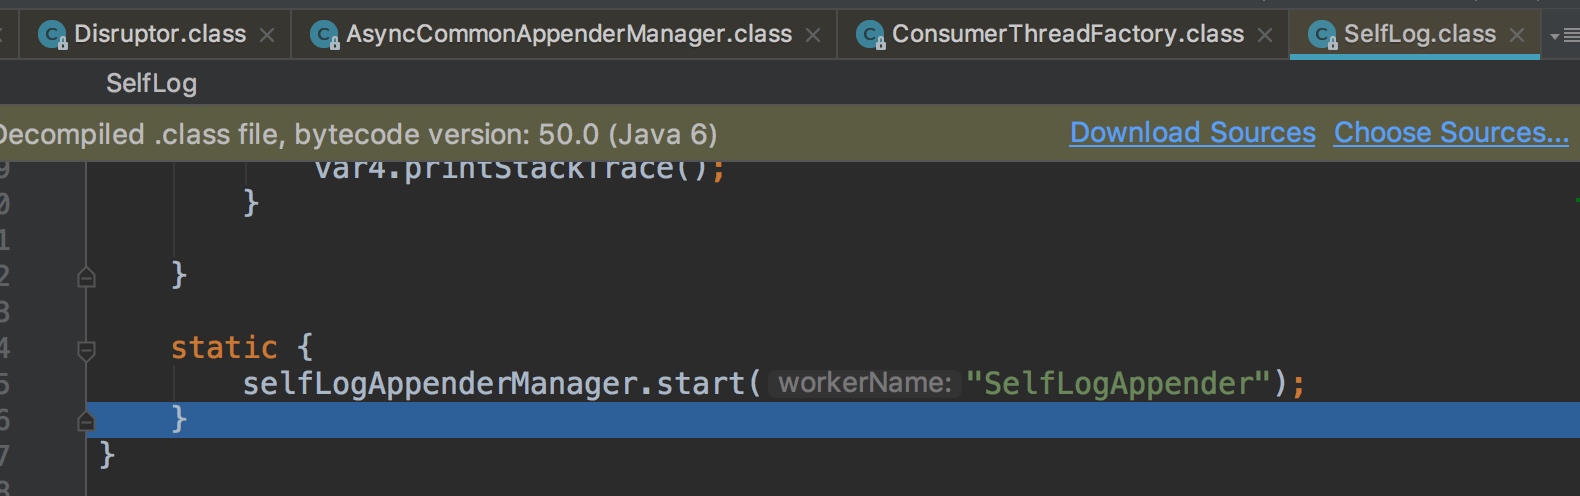 Disruptor.class AsyncCommonAppenderManager.class ConsumerThreadFactory.class SelfLog.class
SelfLog
Decompiled .class file, bytecode version: 50.0 (Java 6) Download Sources Choose Sources...
9 var4.printStackTrace();
0 }
1
2 }
3
4 static {
5 selfLogAppenderManager.start( workerName: "SelfLogAppender");
6 }
7 }
8